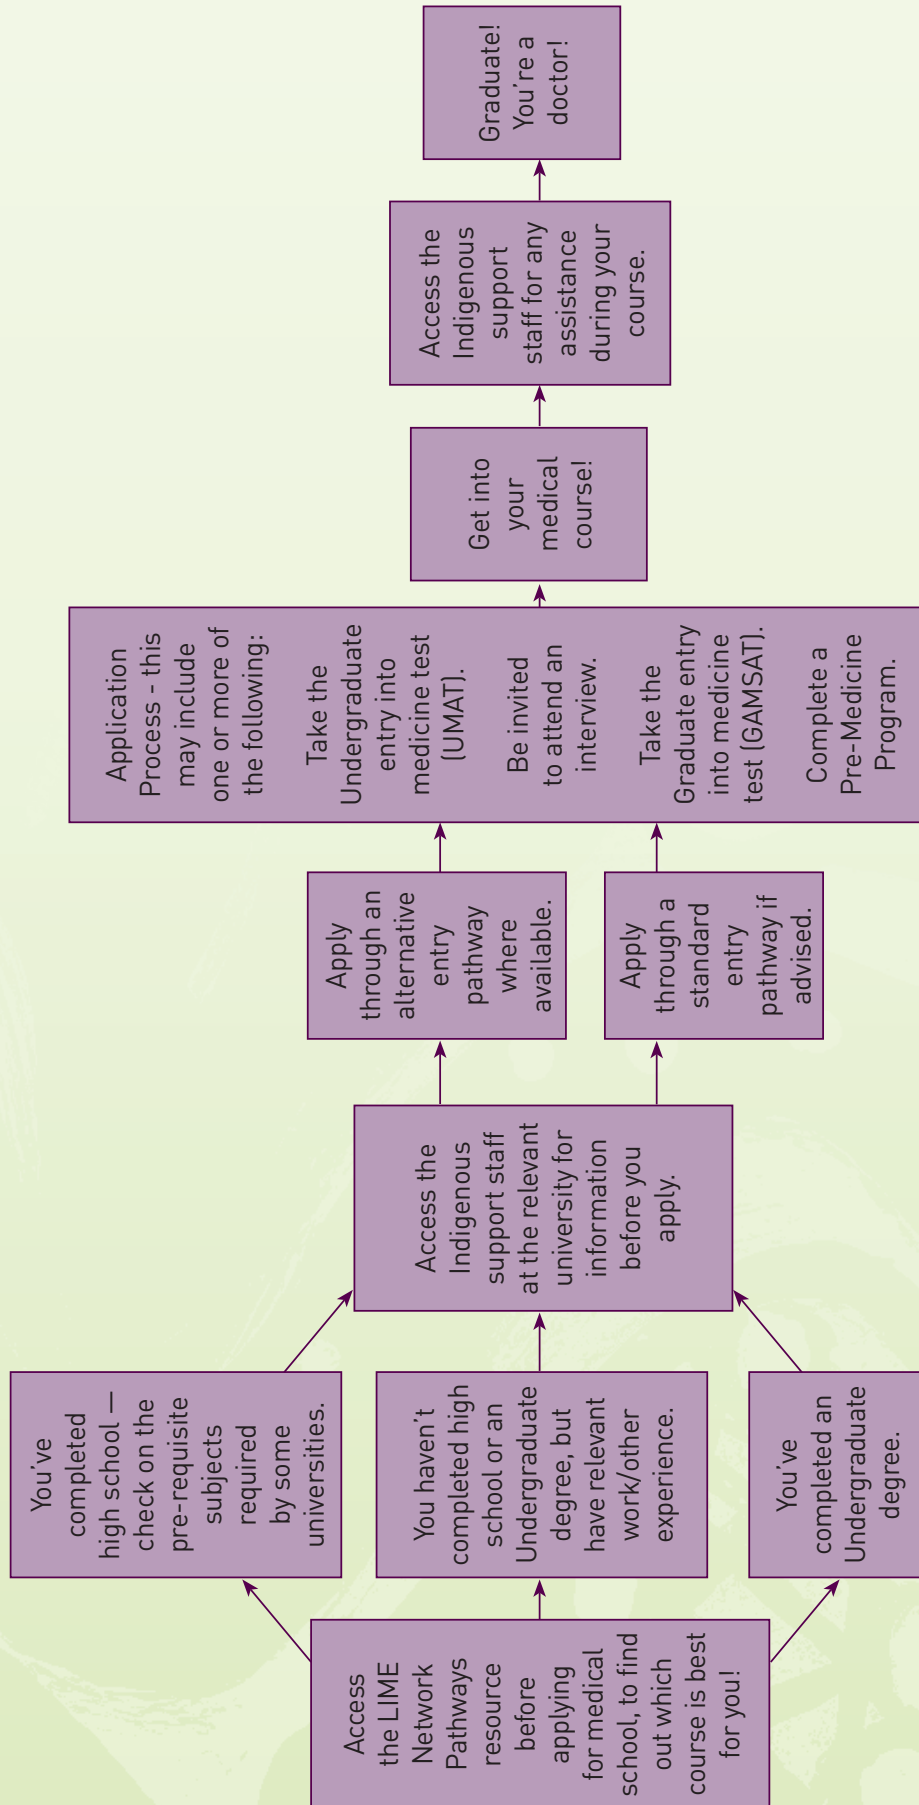 Access
the LIME
Network
Pathways
resource
before
applying
for medical
school, to find
out which
course is best
for you!
You've
completed
high school —
check on the
pre-requisite
subjects
required
by some
universities.
You haven't
completed high
school or an
Undergraduate
degree, but
have relevant
work/other
experience.
You've
completed an
Undergraduate
degree.
Access the
Indigenous
support staff
at the relevant
university for
information
before you
apply.
Apply
through an
alternative
entry
pathway
where
available.
Apply
through a
standard
entry
pathway if
advised.
Application
Process - this
may include
one or more of
the following:
Take the
Undergraduate
entry into
medicine test
(UMAT).
Be invited
to attend an
interview.
Take the
Graduate entry
into medicine
test (GAMSAT).
Complete a
Pre-Medicine
Program.
Get into
your
medical
course!
Access the
Indigenous
support
staff for any
assistance
during your
course.
Graduate!
You're a
doctor!